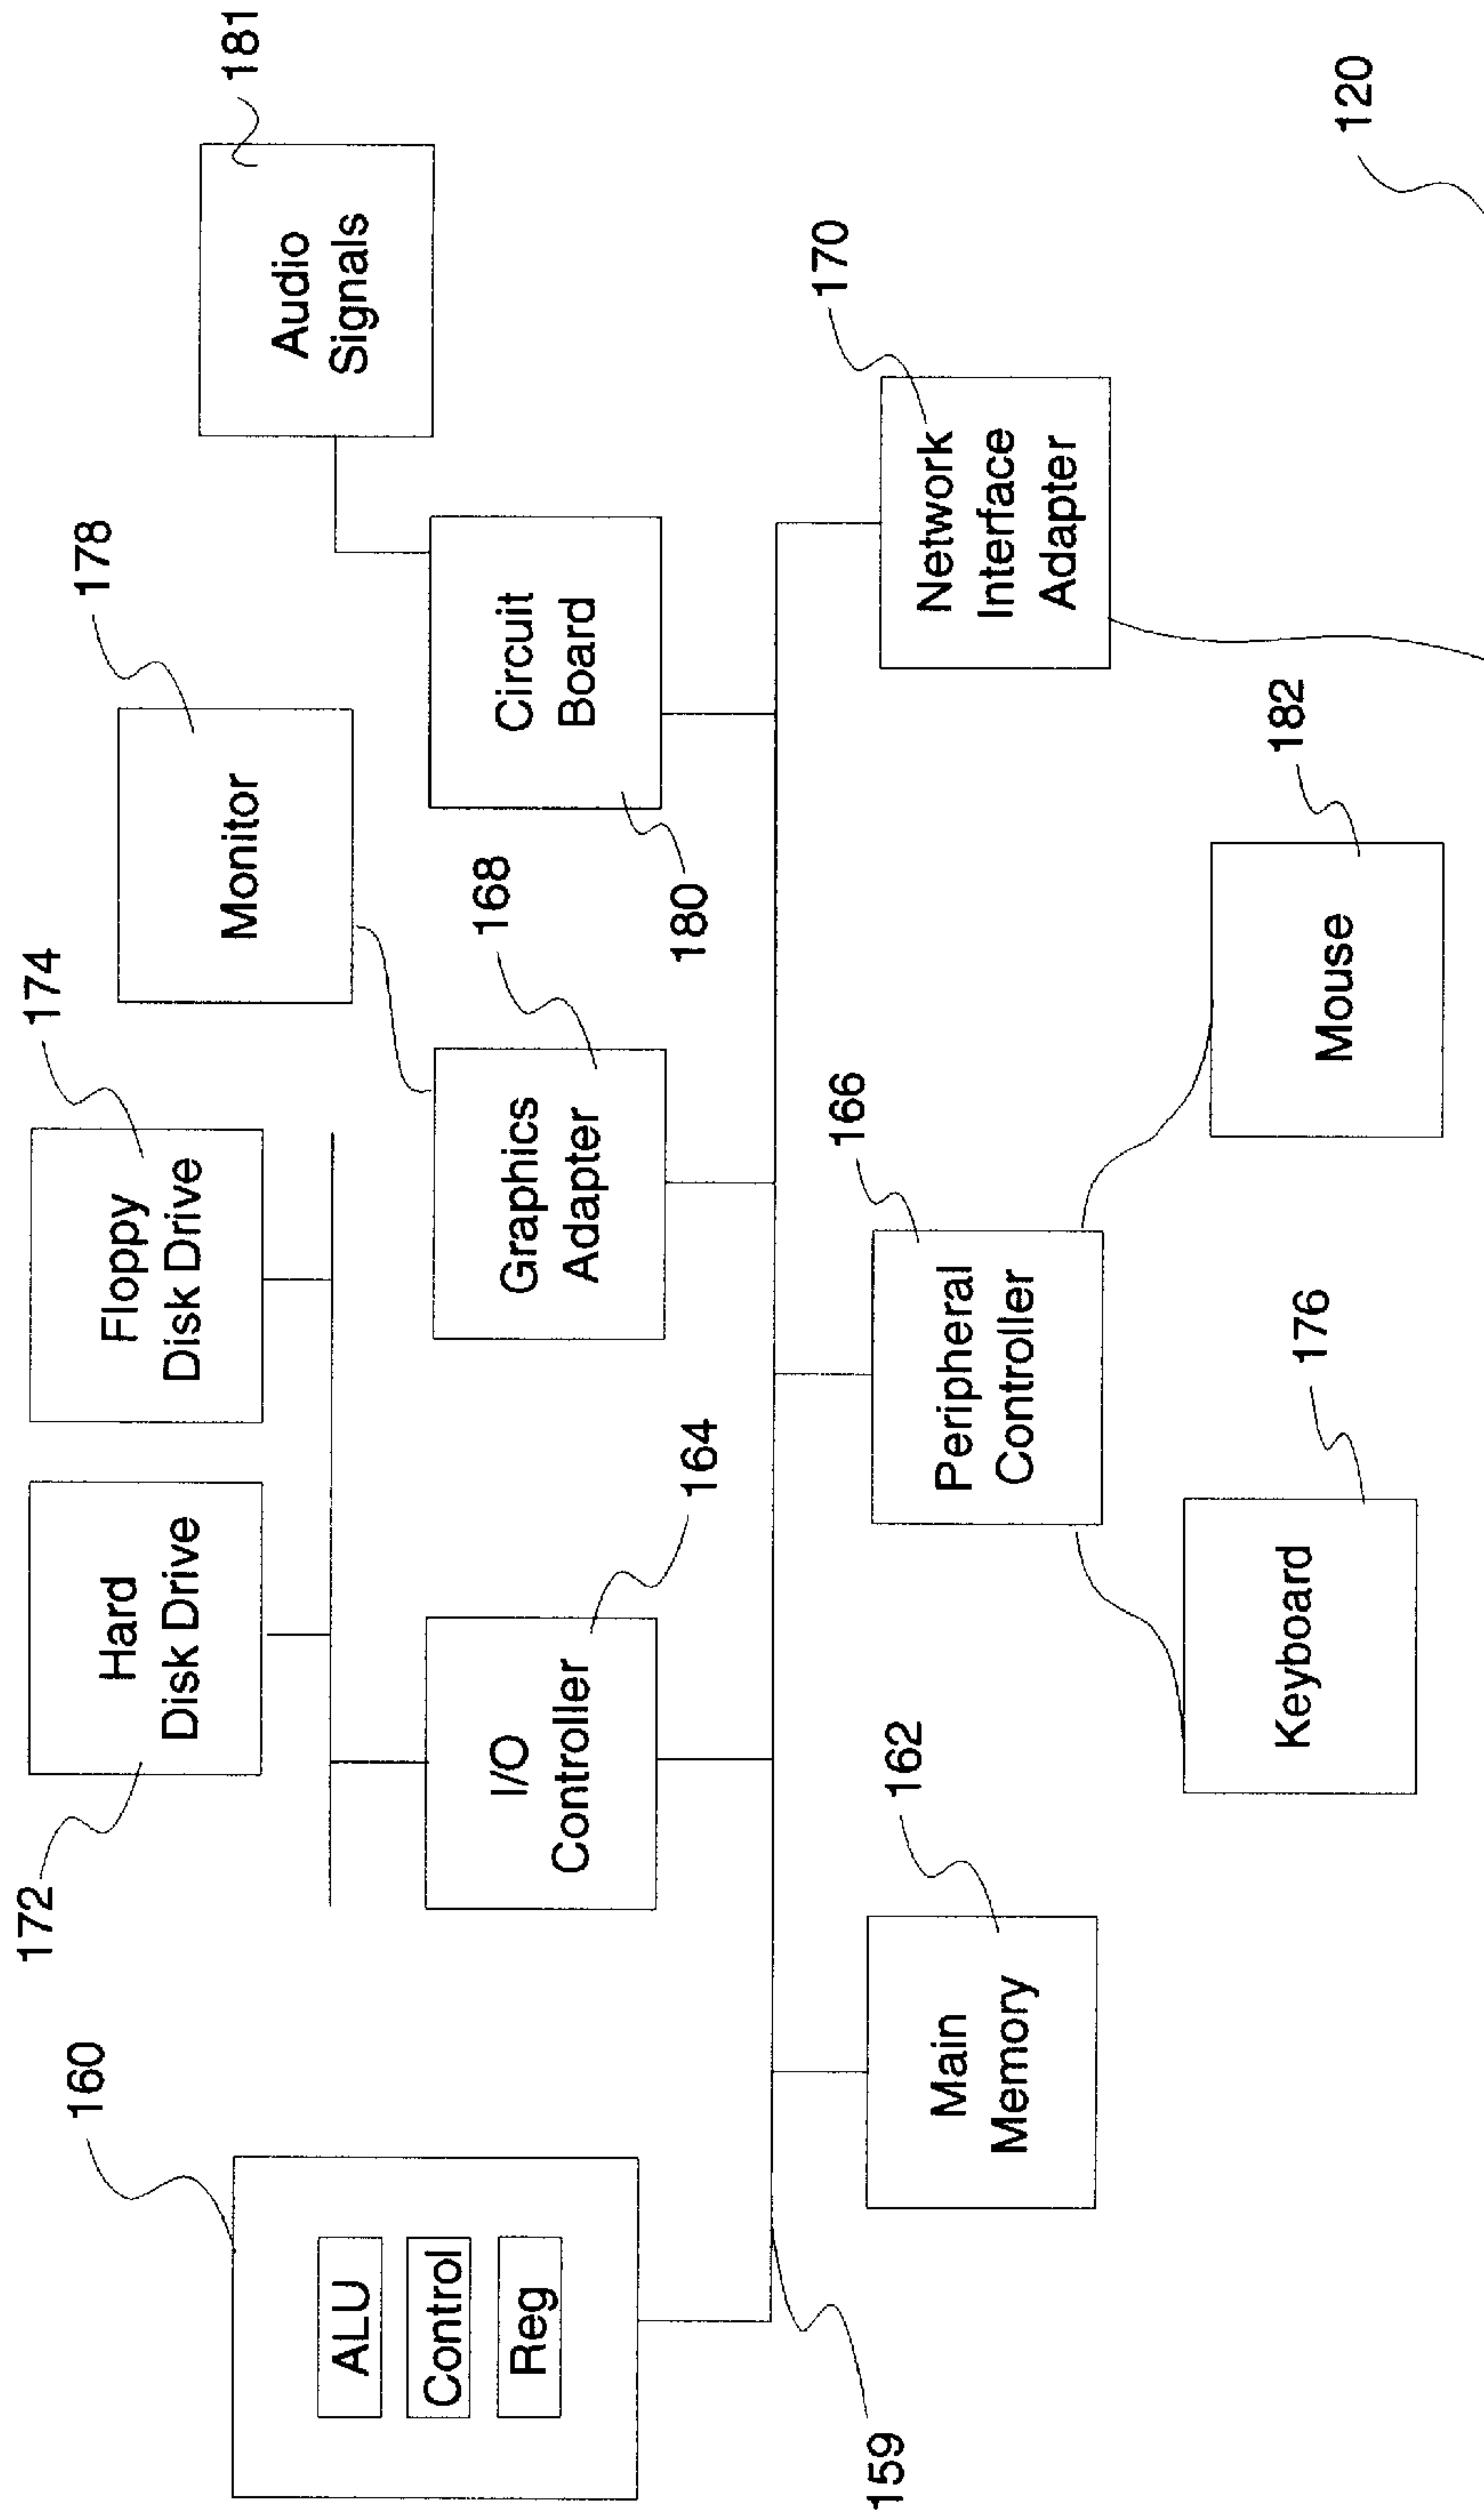 160
ALU
Control
Reg
159
172
Hard
Disk Drive
174
Floppy
Disk Drive
178
Monitor
181
Audio
Signals
I/O
Controller
164
Graphics
Adapter
168
Circuit
Board
180
Main
Memory
162
Peripheral
Controller
166
Network
Interface
Adapter
170
Keyboard
176
Mouse
182
120